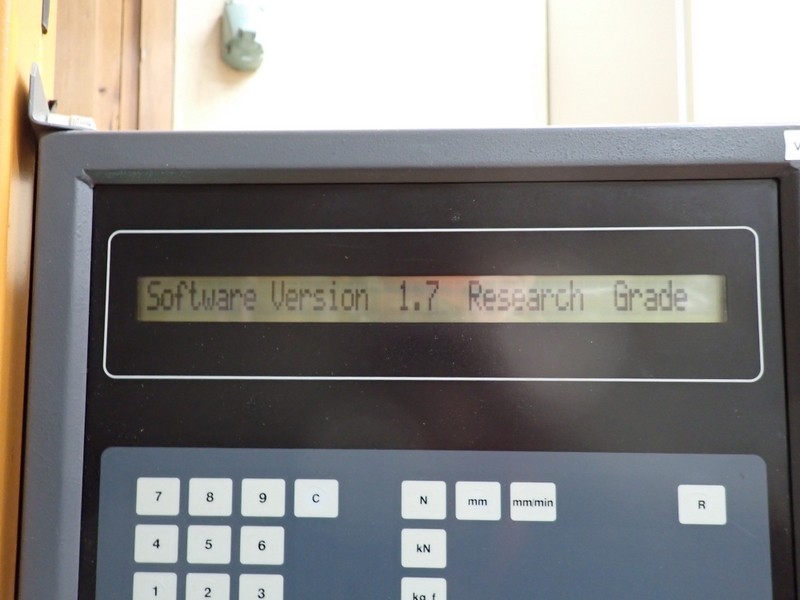 V
Software Version 1.7 Research Grade
7 8 9 C N mm mm/min R
4 5 6 kN
1 2 3 kg.f